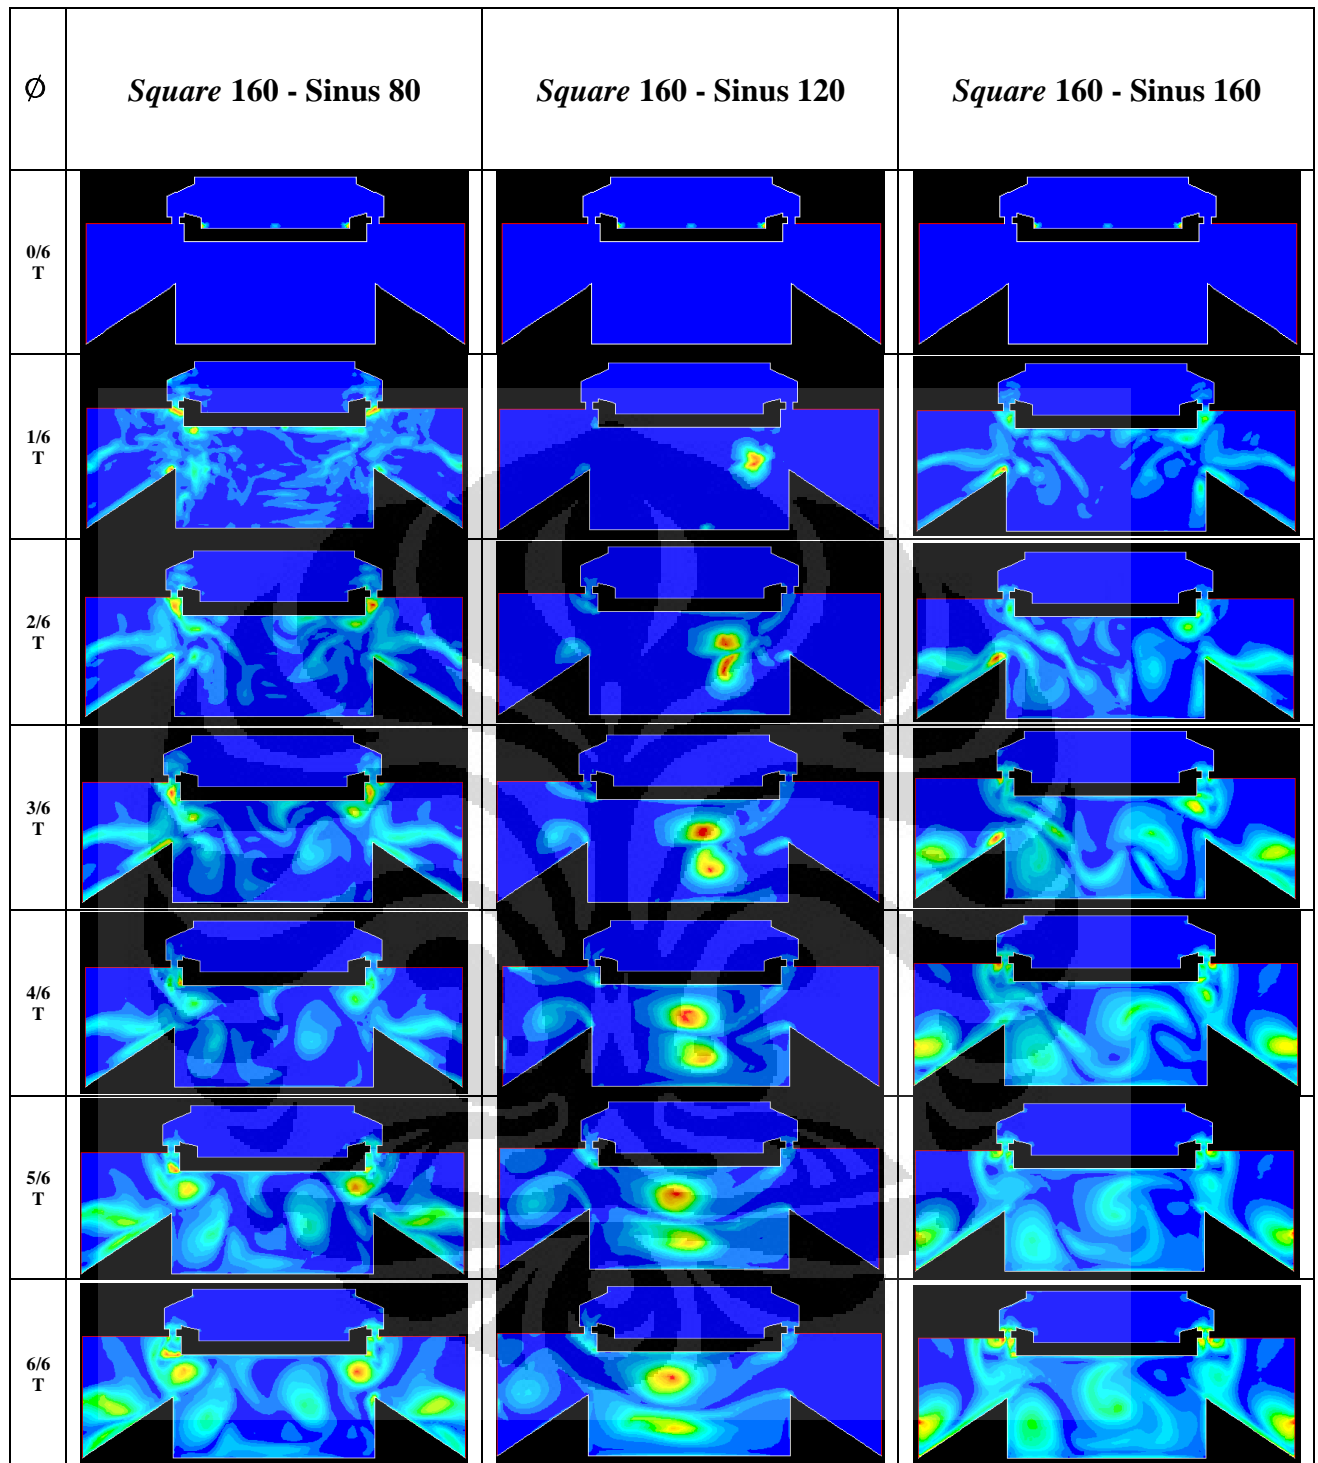 ∅ Square 160 - Sinus 80 Square 160 - Sinus 120 Square 160 - Sinus 160
0/6
T
1/6
T
2/6
T
3/6
T
4/6
T
5/6
T
6/6
T